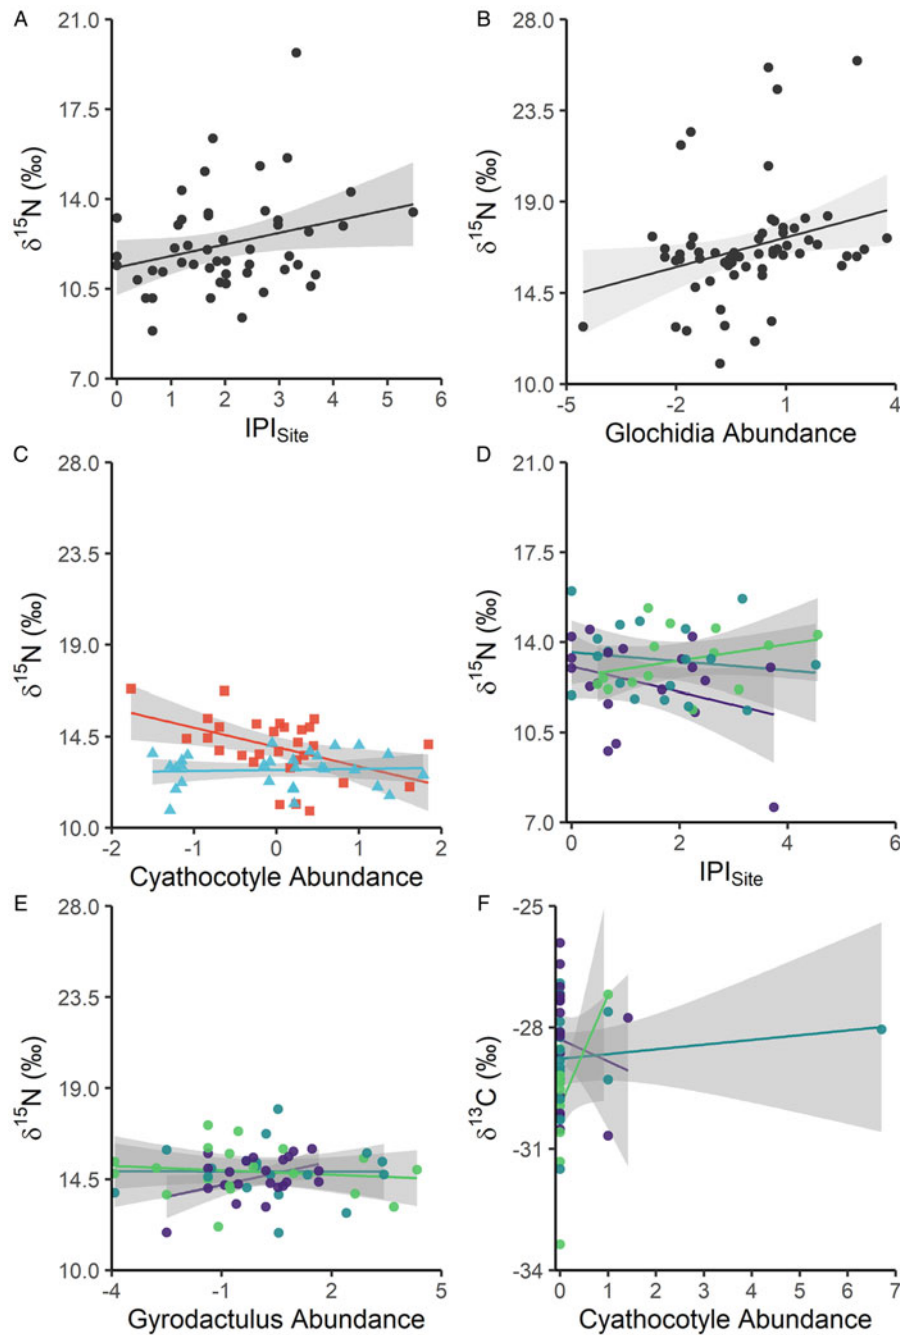 A
21.0
17.5
14.0
10.5
7.0
δ¹⁵N (‰)
0 1 2 3 4 5 6
IPI_Site
B
28.0
23.5
19.0
14.5
10.0
δ¹⁵N (‰)
-5 -2 1 4
Glochidia Abundance
C
28.0
23.5
19.0
14.5
10.0
δ¹⁵N (‰)
-2 -1 0 1 2
Cyathocotyle Abundance
D
21.0
17.5
14.0
10.5
7.0
δ¹⁵N (‰)
0 2 4 6
IPI_Site
E
28.0
23.5
19.0
14.5
10.0
δ¹⁵N (‰)
-4 -1 2 5
Gyrodactulus Abundance
F
-25
-28
-31
-34
δ¹³C (‰)
0 1 2 3 4 5 6 7
Cyathocotyle Abundance